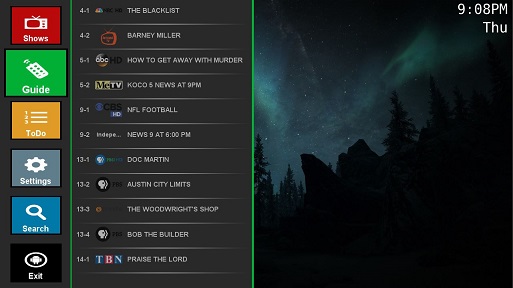 9:08PM
Thu
Shows
Guide
1
2
3
ToDo
Settings
Search
Exit
4-1 THE BLACKLIST
4-2 BARNEY MILLER
5-1 abc HD HOW TO GET AWAY WITH MURDER
5-2 MeTV KOCO 5 NEWS AT 9PM
9-1 CBS HD NFL FOOTBALL
9-2 Indepe... NEWS 9 AT 6:00 PM
13-1 DOC MARTIN
13-2 PBS AUSTIN CITY LIMITS
13-3 THE WOODWRIGHT'S SHOP
13-4 PBS BOB THE BUILDER
14-1 TBN PRAISE THE LORD